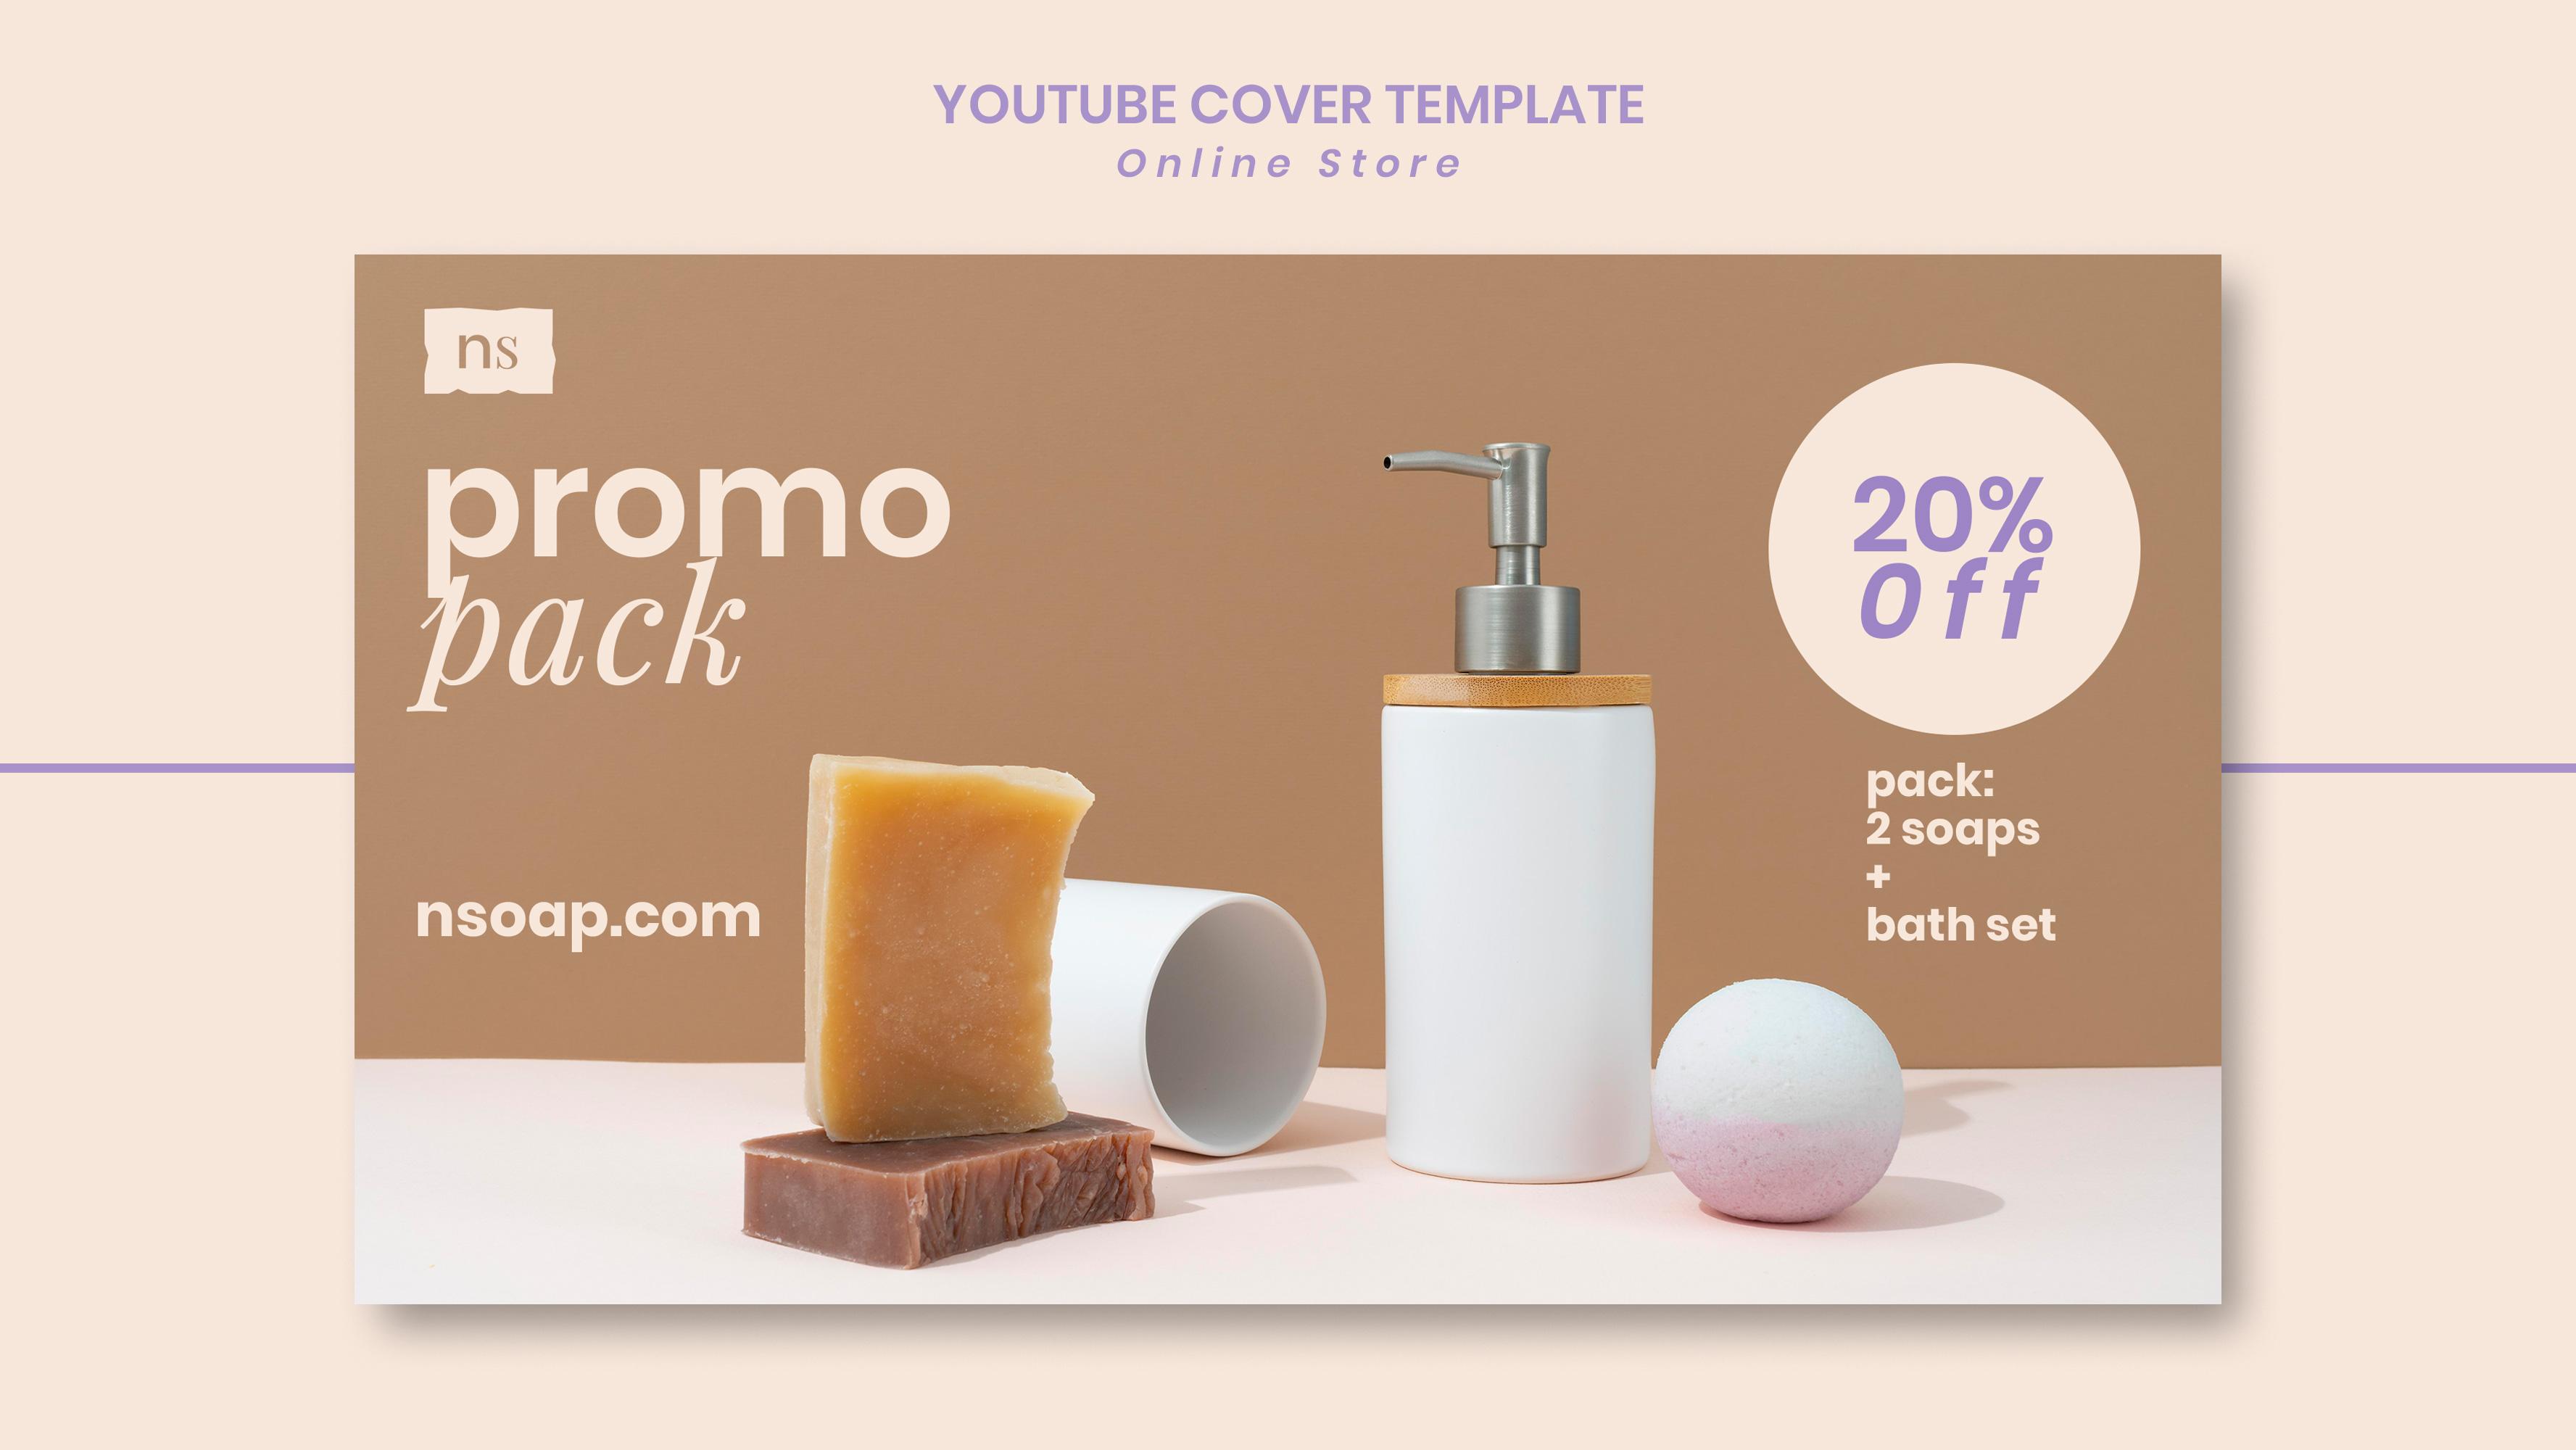 YOUTUBE COVER TEMPLATE
Online Store
ns
promo
pack
nsoap.com
20%
Off
pack:
2 soaps
+
bath set